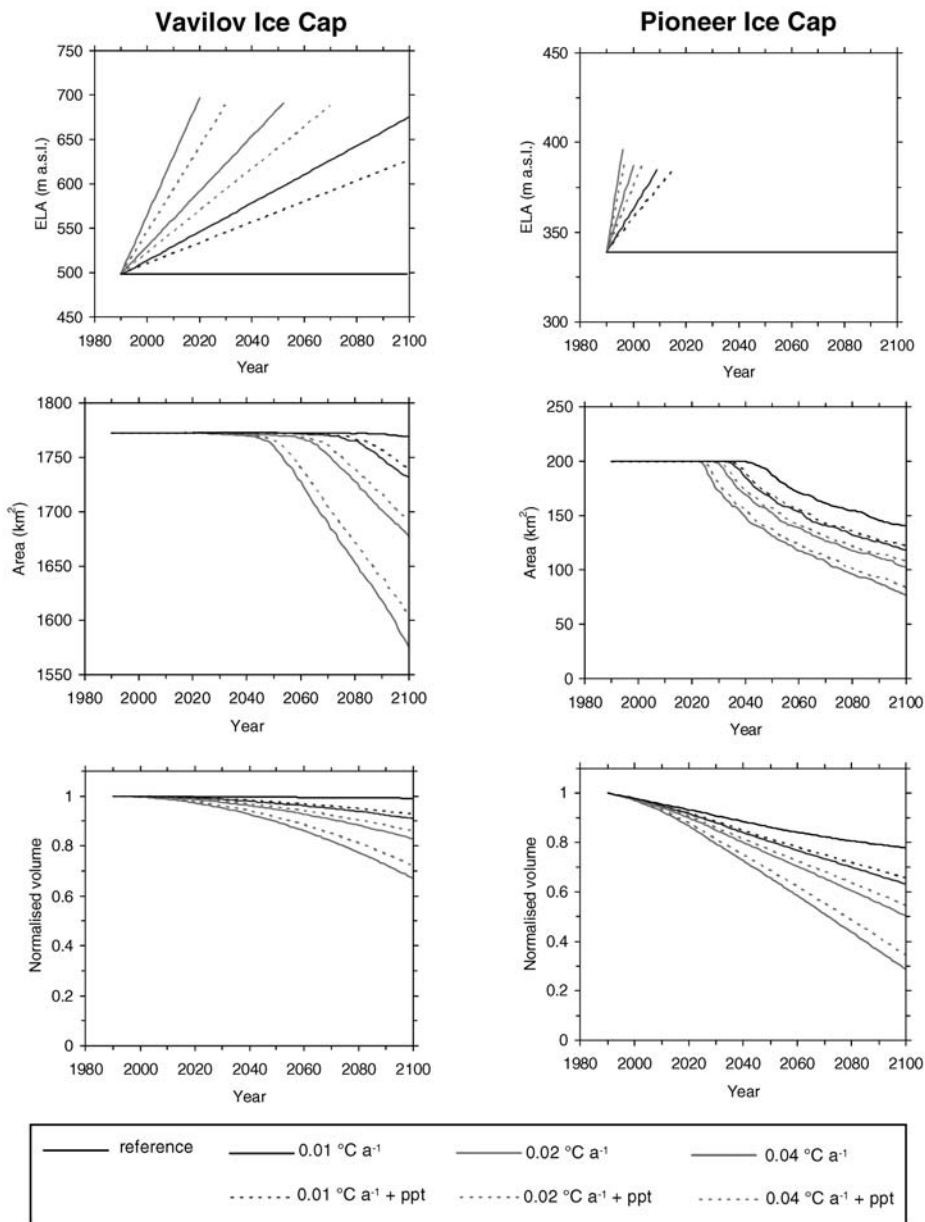 Vavilov Ice Cap
Pioneer Ice Cap
750
700
650
600
550
500
450
ELA (m a.s.l.)
1980 2000 2020 2040 2060 2080 2100
Year
450
400
350
300
ELA (m a.s.l.)
1980 2000 2020 2040 2060 2080 2100
Year
1800
1750
1700
1650
1600
1550
Area (km²)
1980 2000 2020 2040 2060 2080 2100
Year
250
200
150
100
50
0
Area (km²)
1980 2000 2020 2040 2060 2080 2100
Year
1
0.8
0.6
0.4
0.2
0
Normalised volume
1980 2000 2020 2040 2060 2080 2100
Year
1
0.8
0.6
0.4
0.2
0
Normalised volume
1980 2000 2020 2040 2060 2080 2100
Year
reference 0.01 °C a⁻¹ 0.02 °C a⁻¹ 0.04 °C a⁻¹
0.01 °C a⁻¹ + ppt 0.02 °C a⁻¹ + ppt 0.04 °C a⁻¹ + ppt